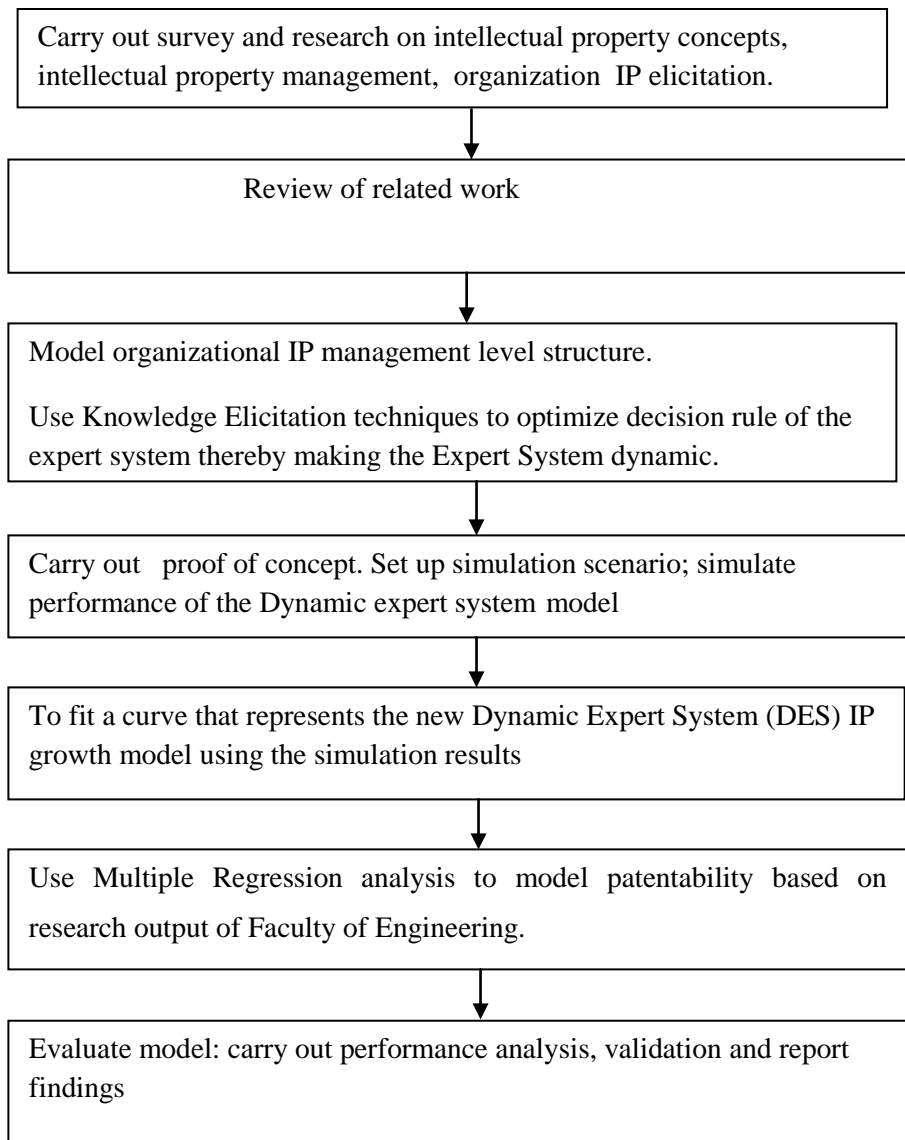 Carry out survey and research on intellectual property concepts,
intellectual property management, organization IP elicitation.
Review of related work
Model organizational IP management level structure.
Use Knowledge Elicitation techniques to optimize decision rule of the
expert system thereby making the Expert System dynamic.
Carry out proof of concept. Set up simulation scenario; simulate
performance of the Dynamic expert system model
To fit a curve that represents the new Dynamic Expert System (DES) IP
growth model using the simulation results
Use Multiple Regression analysis to model patentability based on
research output of Faculty of Engineering.
Evaluate model: carry out performance analysis, validation and report
findings